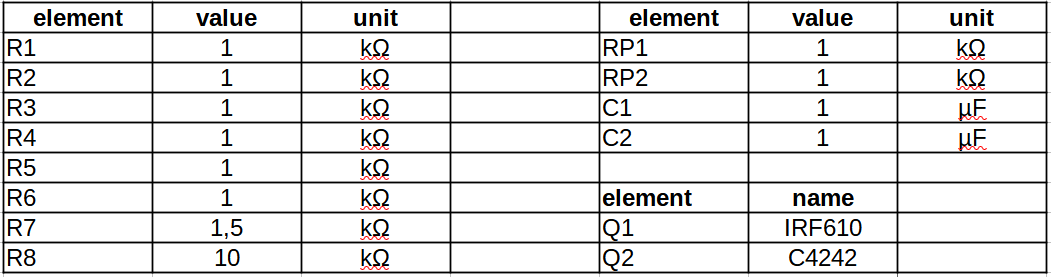 element value unit element value unit
R1 1 kΩ RP1 1 kΩ
R2 1 kΩ RP2 1 kΩ
R3 1 kΩ C1 1 µF
R4 1 kΩ C2 1 µF
R5 1 kΩ
R6 1 kΩ element name
R7 1,5 kΩ Q1 IRF610
R8 10 kΩ Q2 C4242